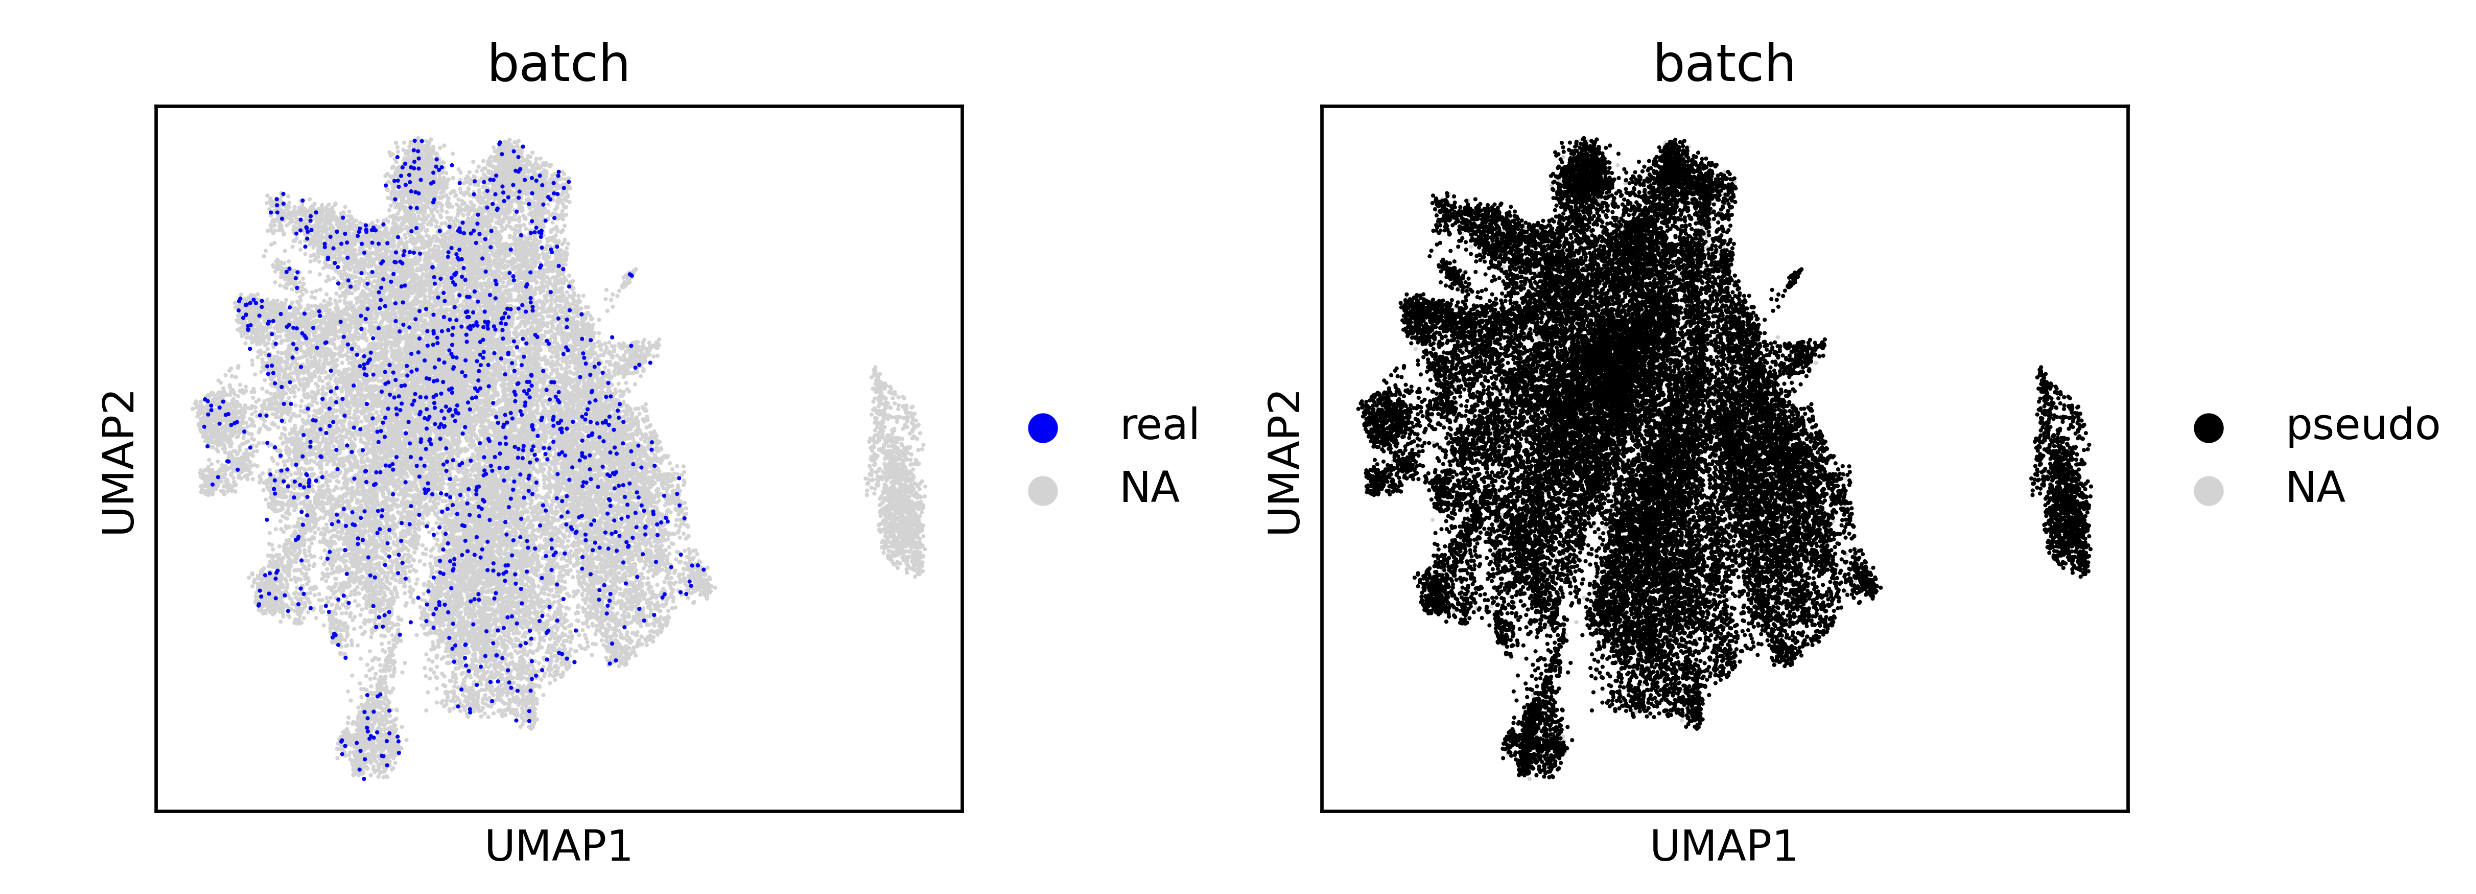 batch
UMAP2
UMAP1
real
NA
batch
UMAP2
UMAP1
pseudo
NA